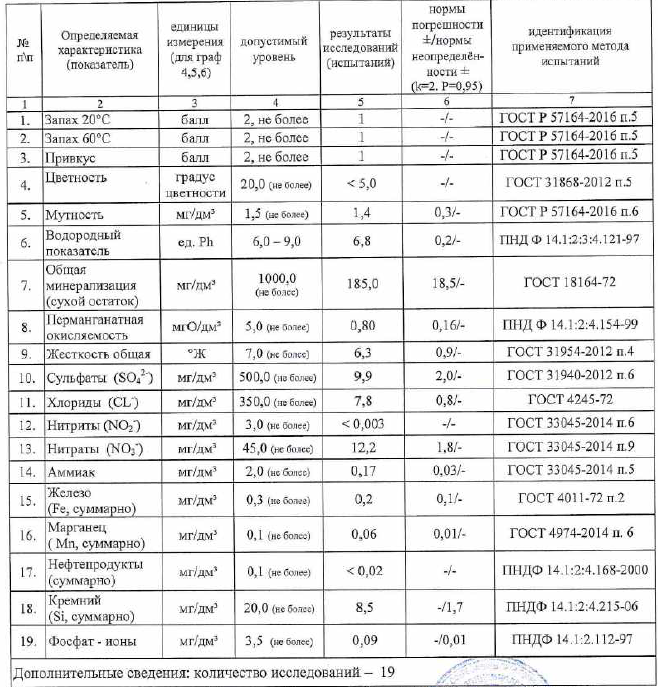 № п\п | Определяемая характеристика (показатель) | единицы измерения (для граф 4,5,6) | допустимый уровень | результаты исследований (испытаний) | нормы погрешности ±/нормы неопределён-ности ± (k=2. P=0,95) | идентификация применяемого метода испытаний
1 | 2 | 3 | 4 | 5 | 6 | 7
1. | Запах 20°С | балл | 2, не более | 1 | -/- | ГОСТ Р 57164-2016 п.5
2. | Запах 60°С | балл | 2, не более | 1 | -/- | ГОСТ Р 57164-2016 п.5
3. | Привкус | балл | 2, не более | 1 | -/- | ГОСТ Р 57164-2016 п.5
4. | Цветность | градус цветности | 20,0 (не более) | < 5,0 | -/- | ГОСТ 31868-2012 п.5
5. | Мутность | мг/дм³ | 1,5 (не более) | 1,4 | 0,3/- | ГОСТ Р 57164-2016 п.6
6. | Водородный показатель | ед. Ph | 6,0 – 9,0 | 6,8 | 0,2/- | ПНД Ф 14.1:2:3:4.121-97
7. | Общая минерализация (сухой остаток) | мг/дм³ | 1000,0 (не более) | 185,0 | 18,5/- | ГОСТ 18164-72
8. | Перманганатная окисляемость | мгО/дм³ | 5,0 (не более) | 0,80 | 0,16/- | ПНД Ф 14.1:2:4.154-99
9. | Жесткость общая | °Ж | 7,0 (не более) | 6,3 | 0,9/- | ГОСТ 31954-2012 п.4
10. | Сульфаты (SO₄²⁻) | мг/дм³ | 500,0 (не более) | 9,9 | 2,0/- | ГОСТ 31940-2012 п.6
11. | Хлориды (CL⁻) | мг/дм³ | 350,0 (не более) | 7,8 | 0,8/- | ГОСТ 4245-72
12. | Нитриты (NO₂⁻) | мг/дм³ | 3,0 (не более) | < 0,003 | -/- | ГОСТ 33045-2014 п.6
13. | Нитраты (NO₃⁻) | мг/дм³ | 45,0 (не более) | 12,2 | 1,8/- | ГОСТ 33045-2014 п.9
14. | Аммиак | мг/дм³ | 2,0 (не более) | 0,17 | 0,03/- | ГОСТ 33045-2014 п.5
15. | Железо (Fe, суммарно) | мг/дм³ | 0,3 (не более) | 0,2 | 0,1/- | ГОСТ 4011-72 п.2
16. | Марганец ( Mn, суммарно) | мг/дм³ | 0,1 (не более) | 0,06 | 0,01/- | ГОСТ 4974-2014 п. 6
17. | Нефтепродукты (суммарно) | мг/дм³ | 0,1 (не более) | < 0,02 | -/- | ПНДФ 14.1:2:4.168-2000
18. | Кремний (Si, суммарно) | мг/дм³ | 20,0 (не более) | 8,5 | -/1,7 | ПНДФ 14.1:2:4.215-06
19. | Фосфат - ионы | мг/дм³ | 3,5 (не более) | 0,09 | -/0,01 | ПНДФ 14.1:2.112-97
Дополнительные сведения: количество исследований – 19